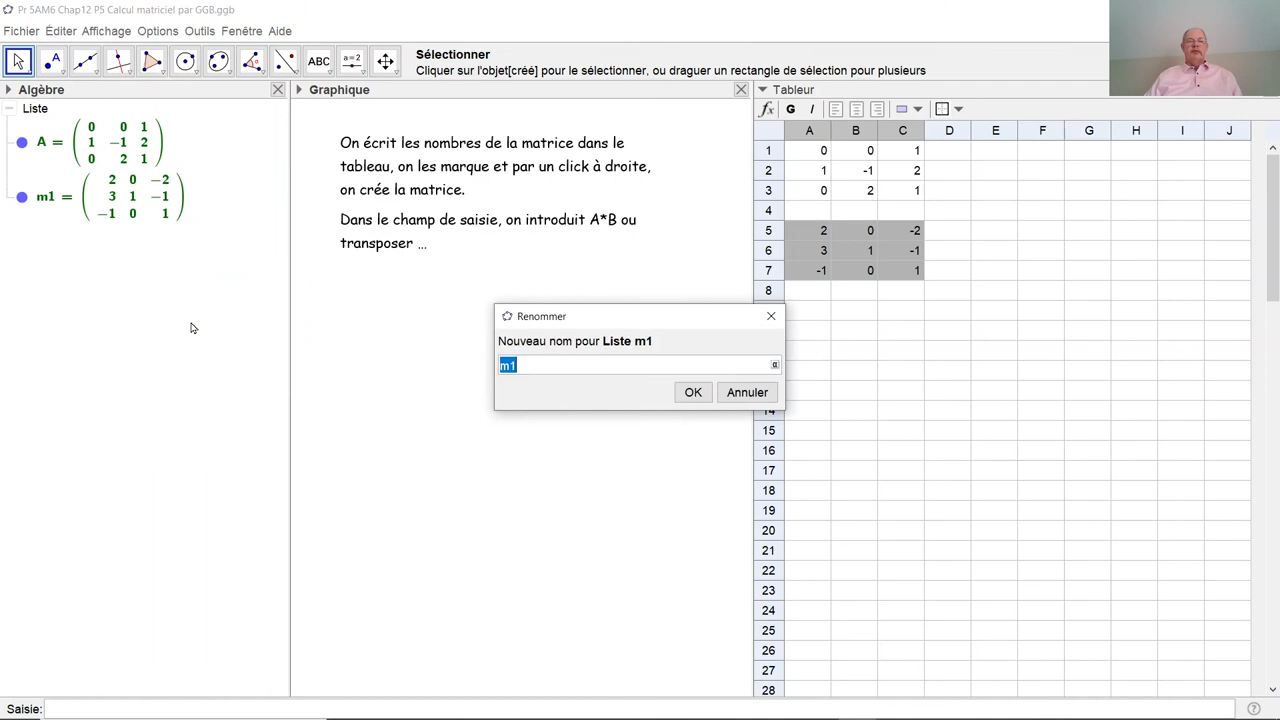 Pr 5AM6 Chap12 P5 Calcul matriciel par GGB.ggb
Fichier Éditer Affichage Options Outils Fenêtre Aide
A ABC a=2
Sélectionner
Cliquer sur l'objet[créé] pour le sélectionner, ou draguer un rectangle de sélection pour plusieurs
Algèbre
Liste
A =
0 0 1
1 −1 2
0 2 1
m1 =
2 0 −2
3 1 −1
−1 0 1
Graphique
On écrit les nombres de la matrice dans le
tableau, on les marque et par un click à droite,
on crée la matrice.
Dans le champ de saisie, on introduit A*B ou
transposer ...
Renommer
Nouveau nom pour Liste m1
m1
α
OK Annuler
Tableur
fx G I
A B C D E F G H I J
1 0 0 1
2 1 -1 2
3 0 2 1
4
5 2 0 -2
6 3 1 -1
7 -1 0 1
8
14
15
16
17
18
19
20
21
22
23
24
25
26
27
28
Saisie:
?